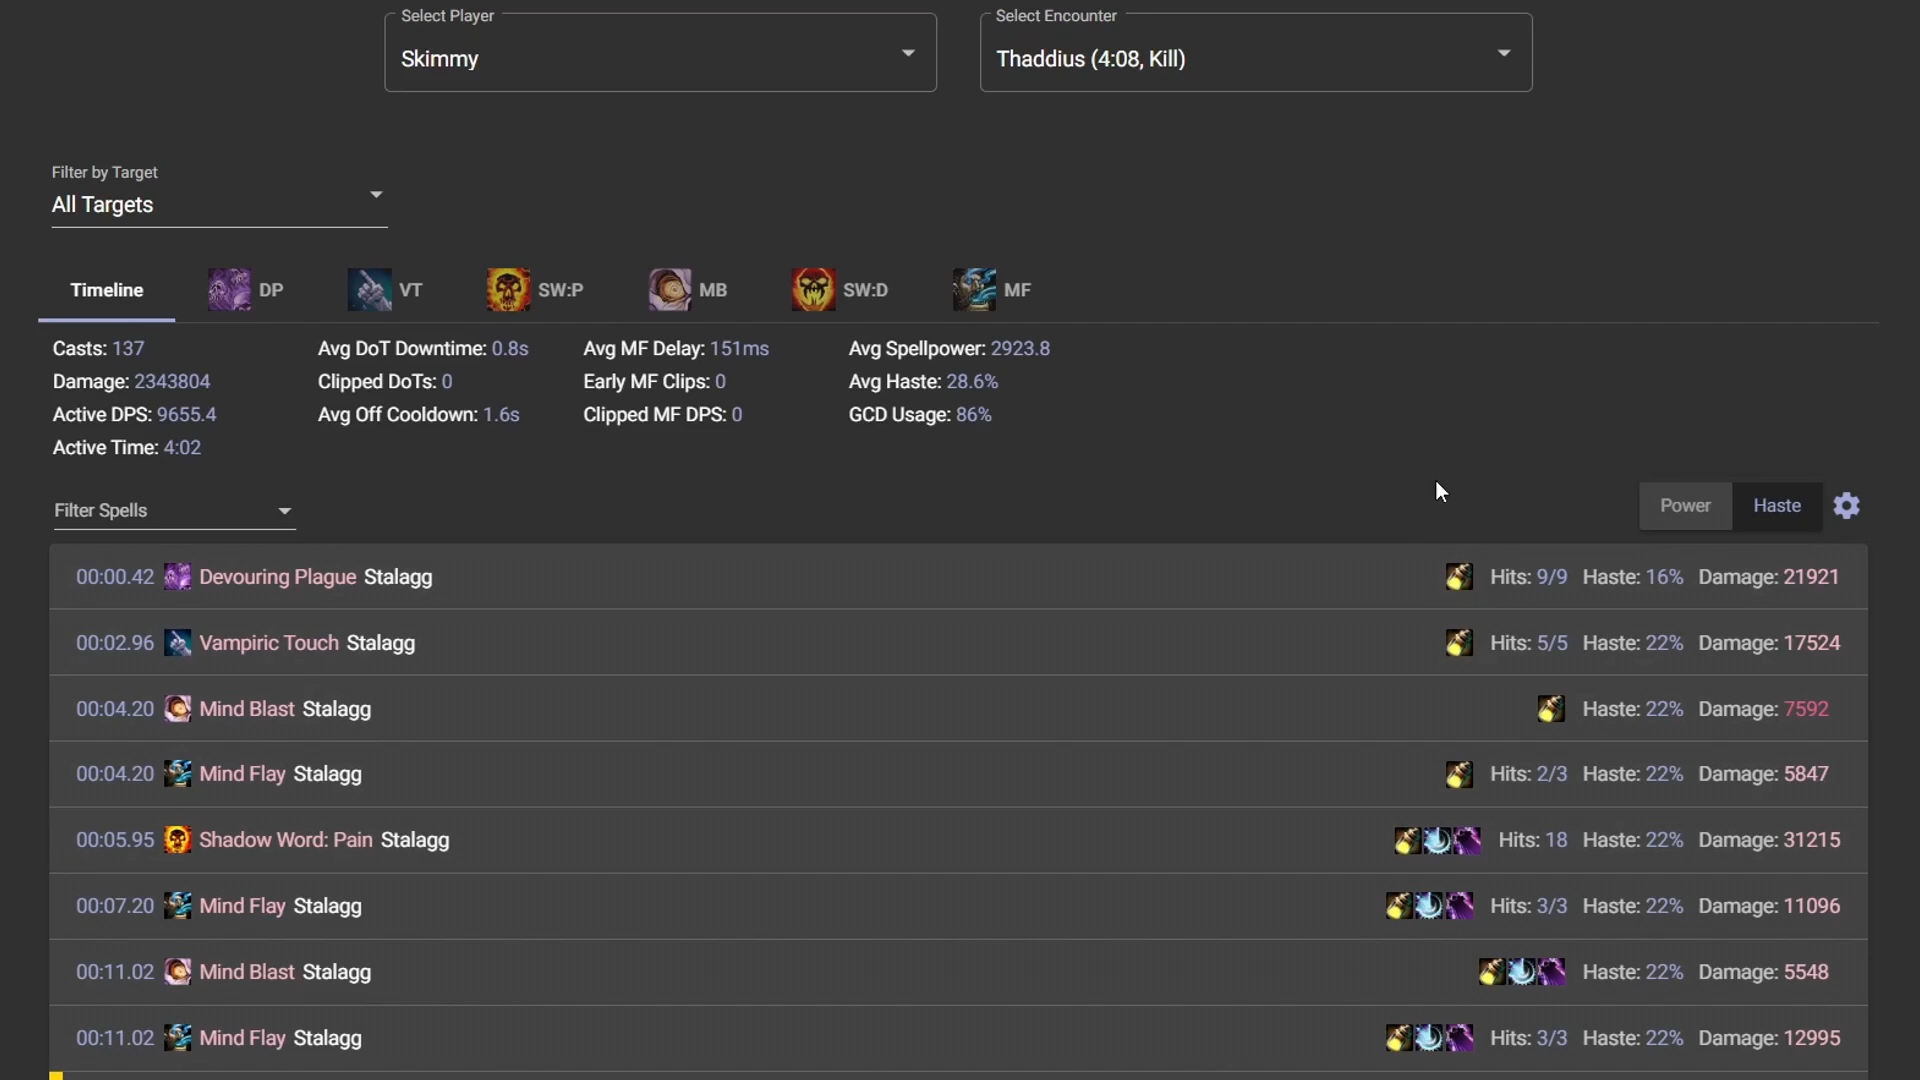 Select Player
Select Encounter
Skimmy
Thaddius (4:08, Kill)
Filter by Target
All Targets
Timeline DP VT SW:P MB SW:D MF
Casts: 137 Avg DoT Downtime: 0.8s Avg MF Delay: 151ms Avg Spellpower: 2923.8
Damage: 2343804 Clipped DoTs: 0 Early MF Clips: 0 Avg Haste: 28.6%
Active DPS: 9655.4 Avg Off Cooldown: 1.6s Clipped MF DPS: 0 GCD Usage: 86%
Active Time: 4:02
Filter Spells Power Haste
00:00.42 Devouring Plague Stalagg Hits: 9/9 Haste: 16% Damage: 21921
00:02.96 Vampiric Touch Stalagg Hits: 5/5 Haste: 22% Damage: 17524
00:04.20 Mind Blast Stalagg Haste: 22% Damage: 7592
00:04.20 Mind Flay Stalagg Hits: 2/3 Haste: 22% Damage: 5847
00:05.95 Shadow Word: Pain Stalagg Hits: 18 Haste: 22% Damage: 31215
00:07.20 Mind Flay Stalagg Hits: 3/3 Haste: 22% Damage: 11096
00:11.02 Mind Blast Stalagg Haste: 22% Damage: 5548
00:11.02 Mind Flay Stalagg Hits: 3/3 Haste: 22% Damage: 12995